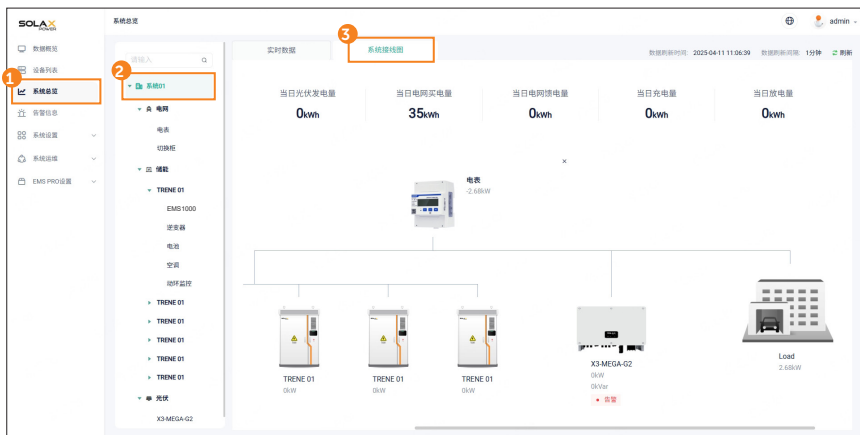 SOLAX
POWER
系统总览
admin
数据概览
设备列表
1
系统总览
告警信息
系统设置
系统运维
EMS PRO设置
请输入
2
系统01
电网
电表
切换柜
储能
TRENE 01
EMS1000
逆变器
电池
空调
动环监控
TRENE 01
TRENE 01
TRENE 01
TRENE 01
TRENE 01
光伏
X3-MEGA-G2
实时数据
3
系统接线图
数据刷新时间: 2025-04-11 11:06:39 数据刷新间隔: 1分钟 刷新
当日光伏发电量 当日电网买电量 当日电网馈电量 当日充电量 当日放电量
0kWh 35kWh 0kWh 0kWh 0kWh
×
电表
-2.68kW
TRENE 01
0kW
TRENE 01
0kW
TRENE 01
0kW
X3-MEGA-G2
0kW
0kVar
告警
Load
2.68kW